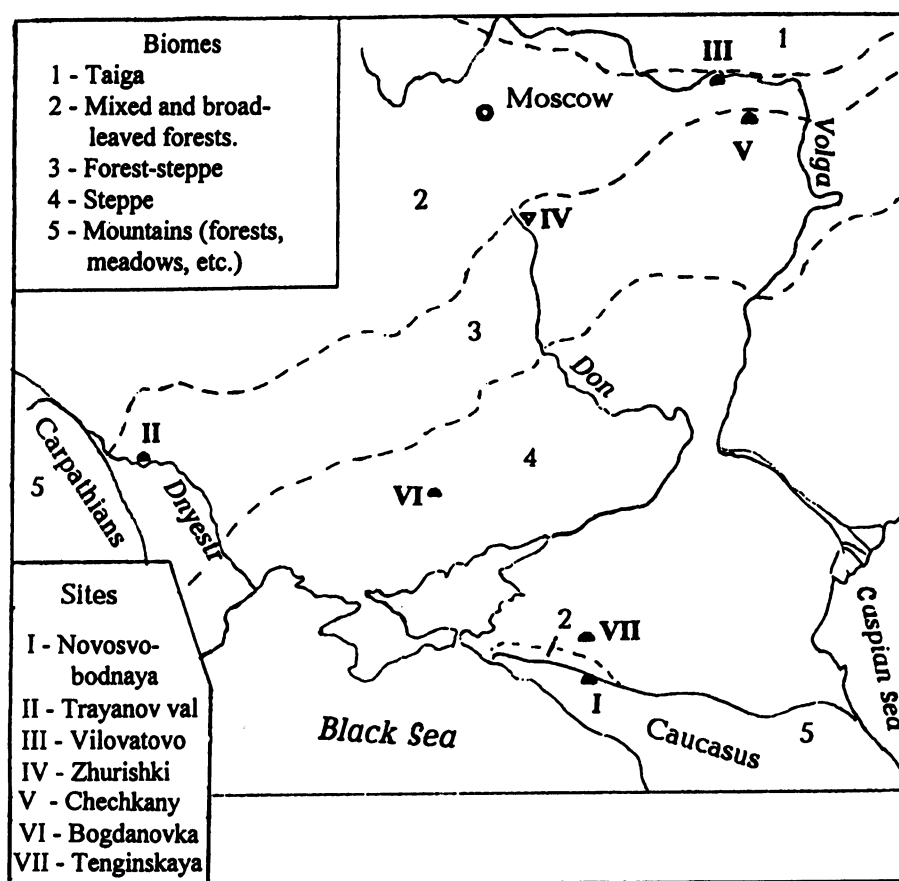 Biomes
1 - Taiga
2 - Mixed and broad-
leaved forests.
3 - Forest-steppe
4 - Steppe
5 - Mountains (forests,
meadows, etc.)
1
III
Moscow
V
Volga
2
IV
3
Don
Carpathians
II
4
5
VI
Dnyestr
Sites
I - Novosvo-
bodnaya
II - Trayanov val
III - Vilovatovo
IV - Zhurishki
V - Chechkany
VI - Bogdanovka
VII - Tenginskaya
2
VII
Caspian Sea
I
Black Sea
Caucasus
5